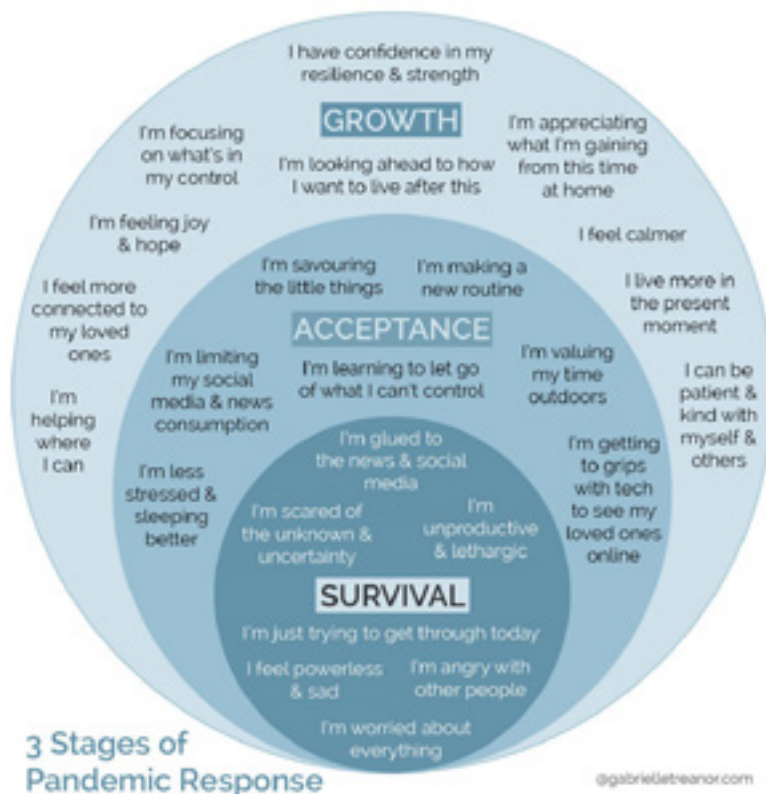 I have confidence in my
resilience & strength
GROWTH
I'm focusing
on what's in
my control
I'm looking ahead to how
I want to live after this
I'm appreciating
what I'm gaining
from this time
at home
I'm feeling joy
& hope
I feel calmer
I feel more
connected to
my loved
ones
I live more in
the present
moment
I'm
helping
where
I can
I can be
patient &
kind with
myself &
others
I'm savouring
the little things
I'm making a
new routine
ACCEPTANCE
I'm limiting
my social
media & news
consumption
I'm learning to let go
of what I can't control
I'm valuing
my time
outdoors
I'm less
stressed &
sleeping
better
I'm getting
to grips
with tech
to see my
loved ones
online
I'm glued to
the news & social
media
I'm scared of
the unknown &
uncertainty
I'm
unproductive
& lethargic
SURVIVAL
I'm just trying to get through today
I feel powerless
& sad
I'm angry with
other people
I'm worried about
everything
3 Stages of
Pandemic Response
@gabrielletreanor.com